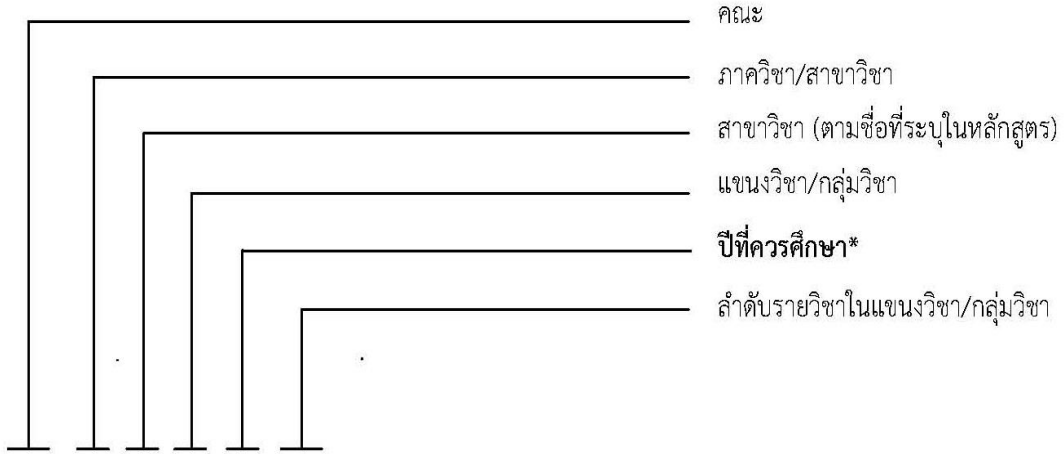 คณะ
ภาควิชา/สาขาวิชา
สาขาวิชา (ตามชื่อที่ระบุในหลักสูตร)
แขนงวิชา/กลุ่มวิชา
ปีที่ควรศึกษา*
ลำดับรายวิชาในแขนงวิชา/กลุ่มวิชา